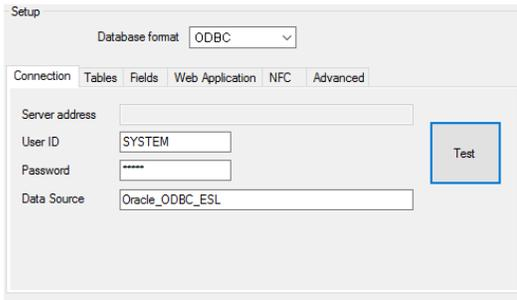 Setup
Database format ODBC
Connection Tables Fields Web Application NFC Advanced
Server address
User ID SYSTEM
Test
Password *****
Data Source Oracle_ODBC_ESL